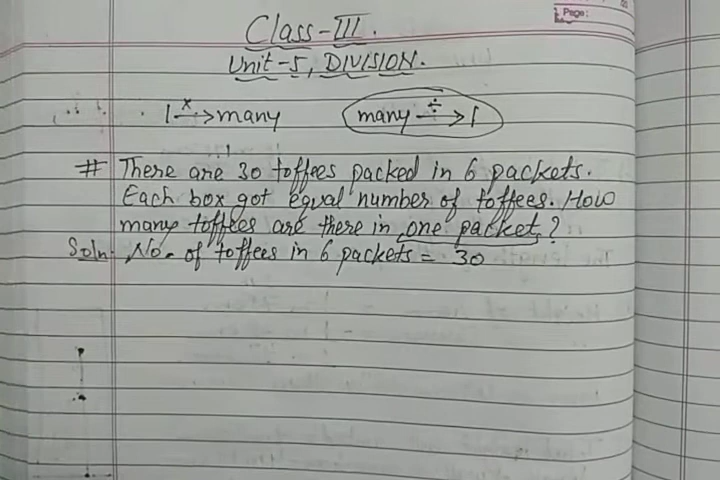 Page:
Class-III.
Unit-5, DIVISION.
1 x→ many many ÷→ 1
# There are 30 toffees packed in 6 packets.
Each box got equal number of toffees. How
many toffees are there in one packet?
Soln. No. of toffees in 6 packets = 30